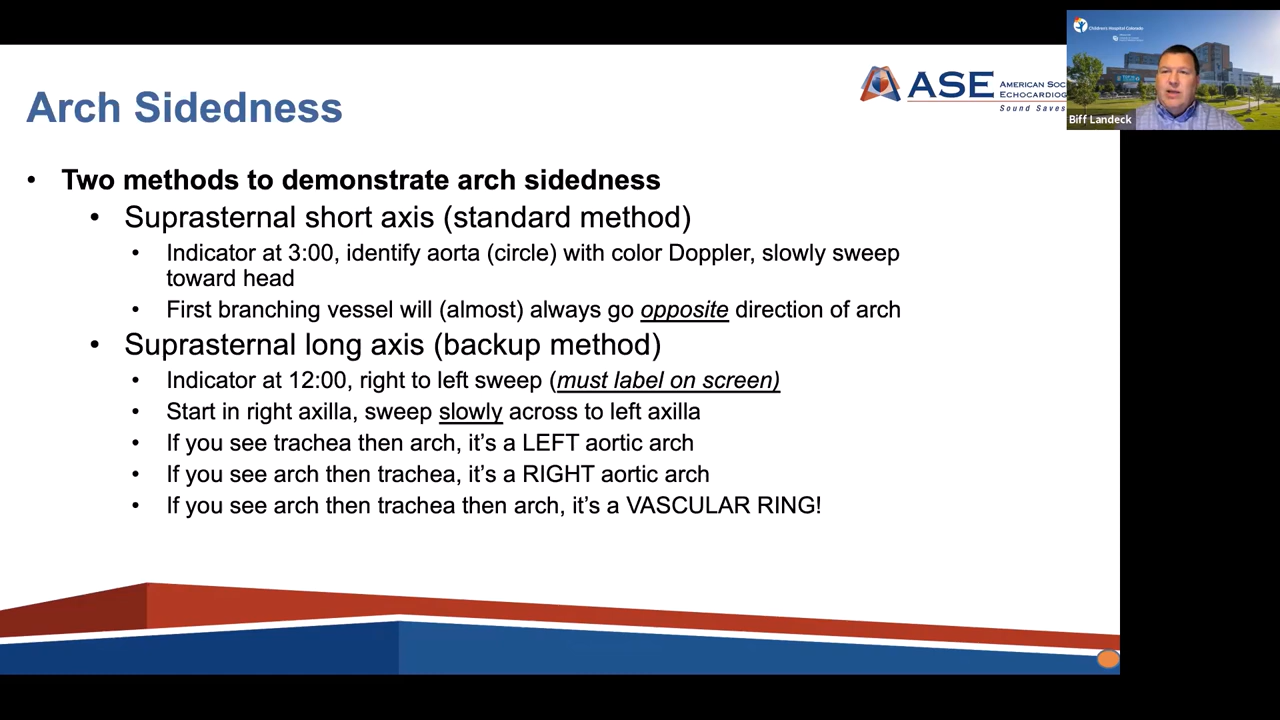 Children's Hospital Colorado
Biff Landeck
ASE
AMERICAN SOC
ECHOCARDIOG
Sound Saves
Arch Sidedness
• Two methods to demonstrate arch sidedness
• Suprasternal short axis (standard method)
• Indicator at 3:00, identify aorta (circle) with color Doppler, slowly sweep
toward head
• First branching vessel will (almost) always go opposite direction of arch
• Suprasternal long axis (backup method)
• Indicator at 12:00, right to left sweep (must label on screen)
• Start in right axilla, sweep slowly across to left axilla
• If you see trachea then arch, it's a LEFT aortic arch
• If you see arch then trachea, it's a RIGHT aortic arch
• If you see arch then trachea then arch, it's a VASCULAR RING!